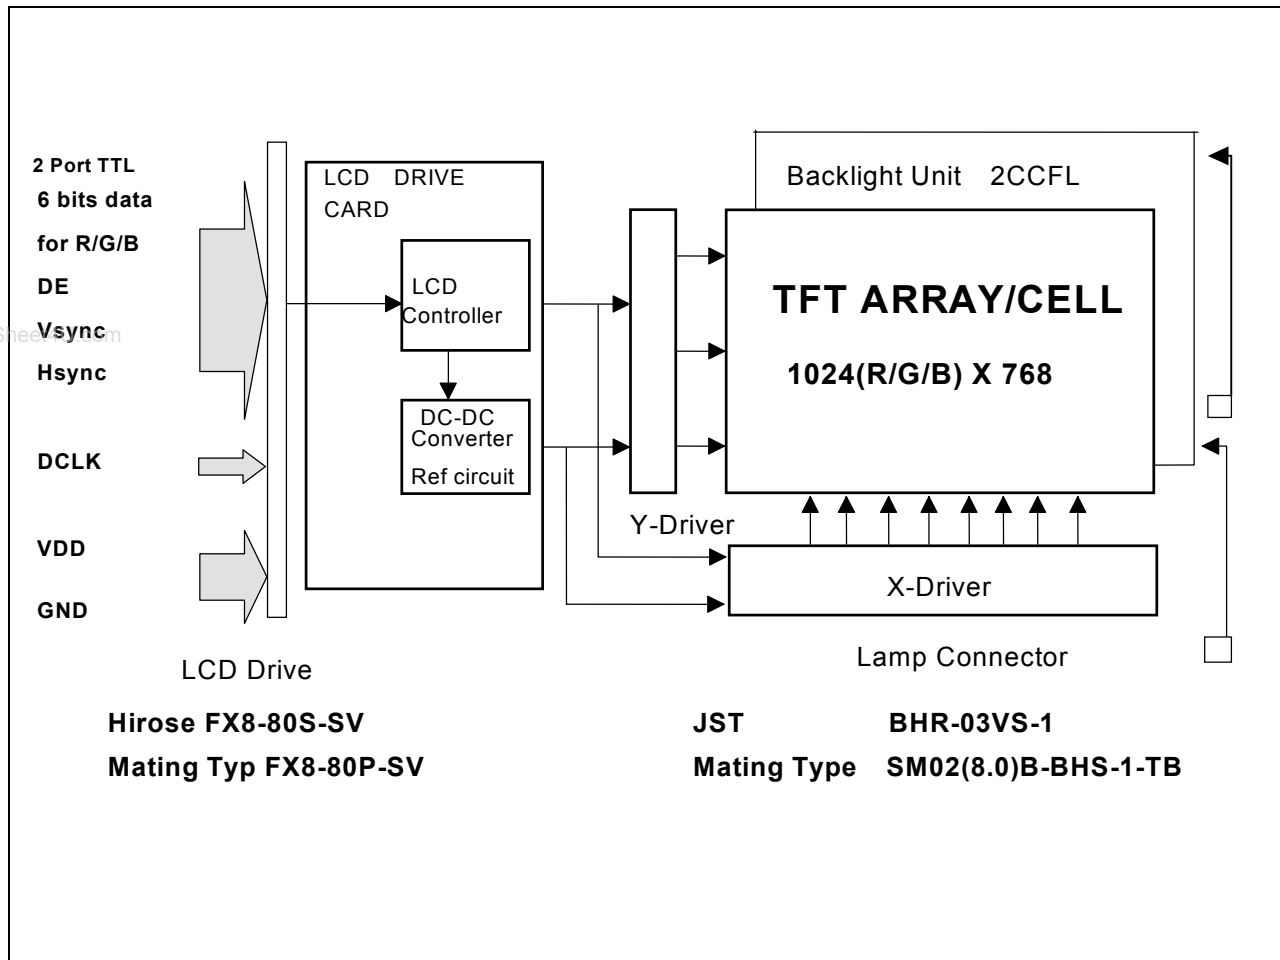 2 Port TTL
6 bits data
for R/G/B
DE
Vsync
Hsync
DCLK
VDD
GND
LCD DRIVE
CARD
LCD
Controller
DC-DC
Converter
Ref circuit
Y-Driver
Backlight Unit 2CCFL
TFT ARRAY/CELL
1024(R/G/B) X 768
X-Driver
LCD Drive
Lamp Connector
Hirose FX8-80S-SV
Mating Typ FX8-80P-SV
JST BHR-03VS-1
Mating Type SM02(8.0)B-BHS-1-TB